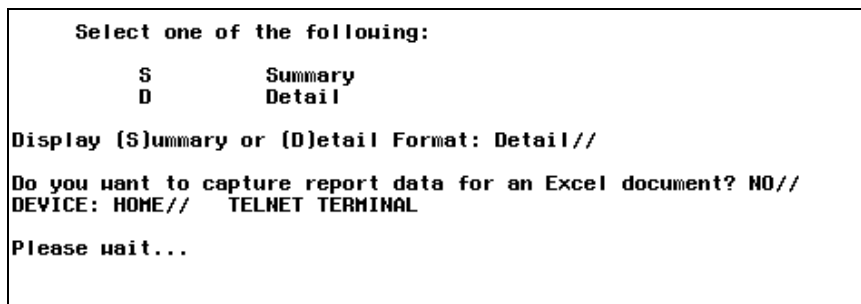 Select one of the following:
S Summary
D Detail
Display (S)ummary or (D)etail Format: Detail//
Do you want to capture report data for an Excel document? NO//
DEVICE: HOME// TELNET TERMINAL
Please wait...